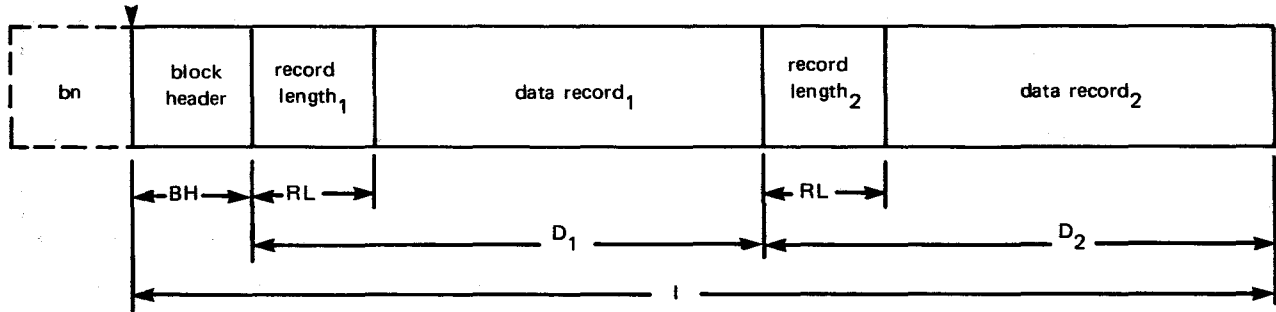 bn
block
header
record
length1
data record1
record
length2
data record2
BH
RL
RL
D1
D2
I